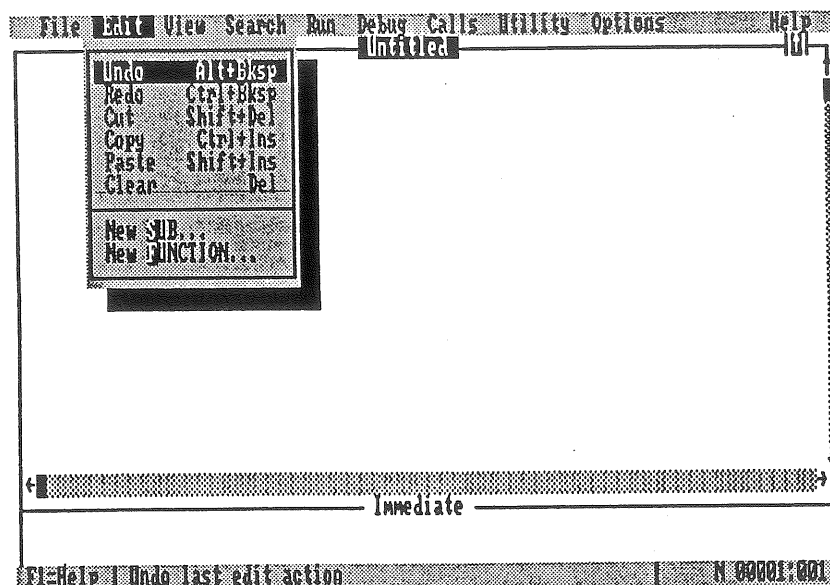 File Edit View Search Run Debug Calls Utility Options Help
Untitled
Undo Alt+Bksp
Redo Ctrl+Bksp
Cut Shift+Del
Copy Ctrl+Ins
Paste Shift+Ins
Clear Del
New SUB...
New FUNCTION...
Immediate
F1=Help | Undo last edit action N 00001:001